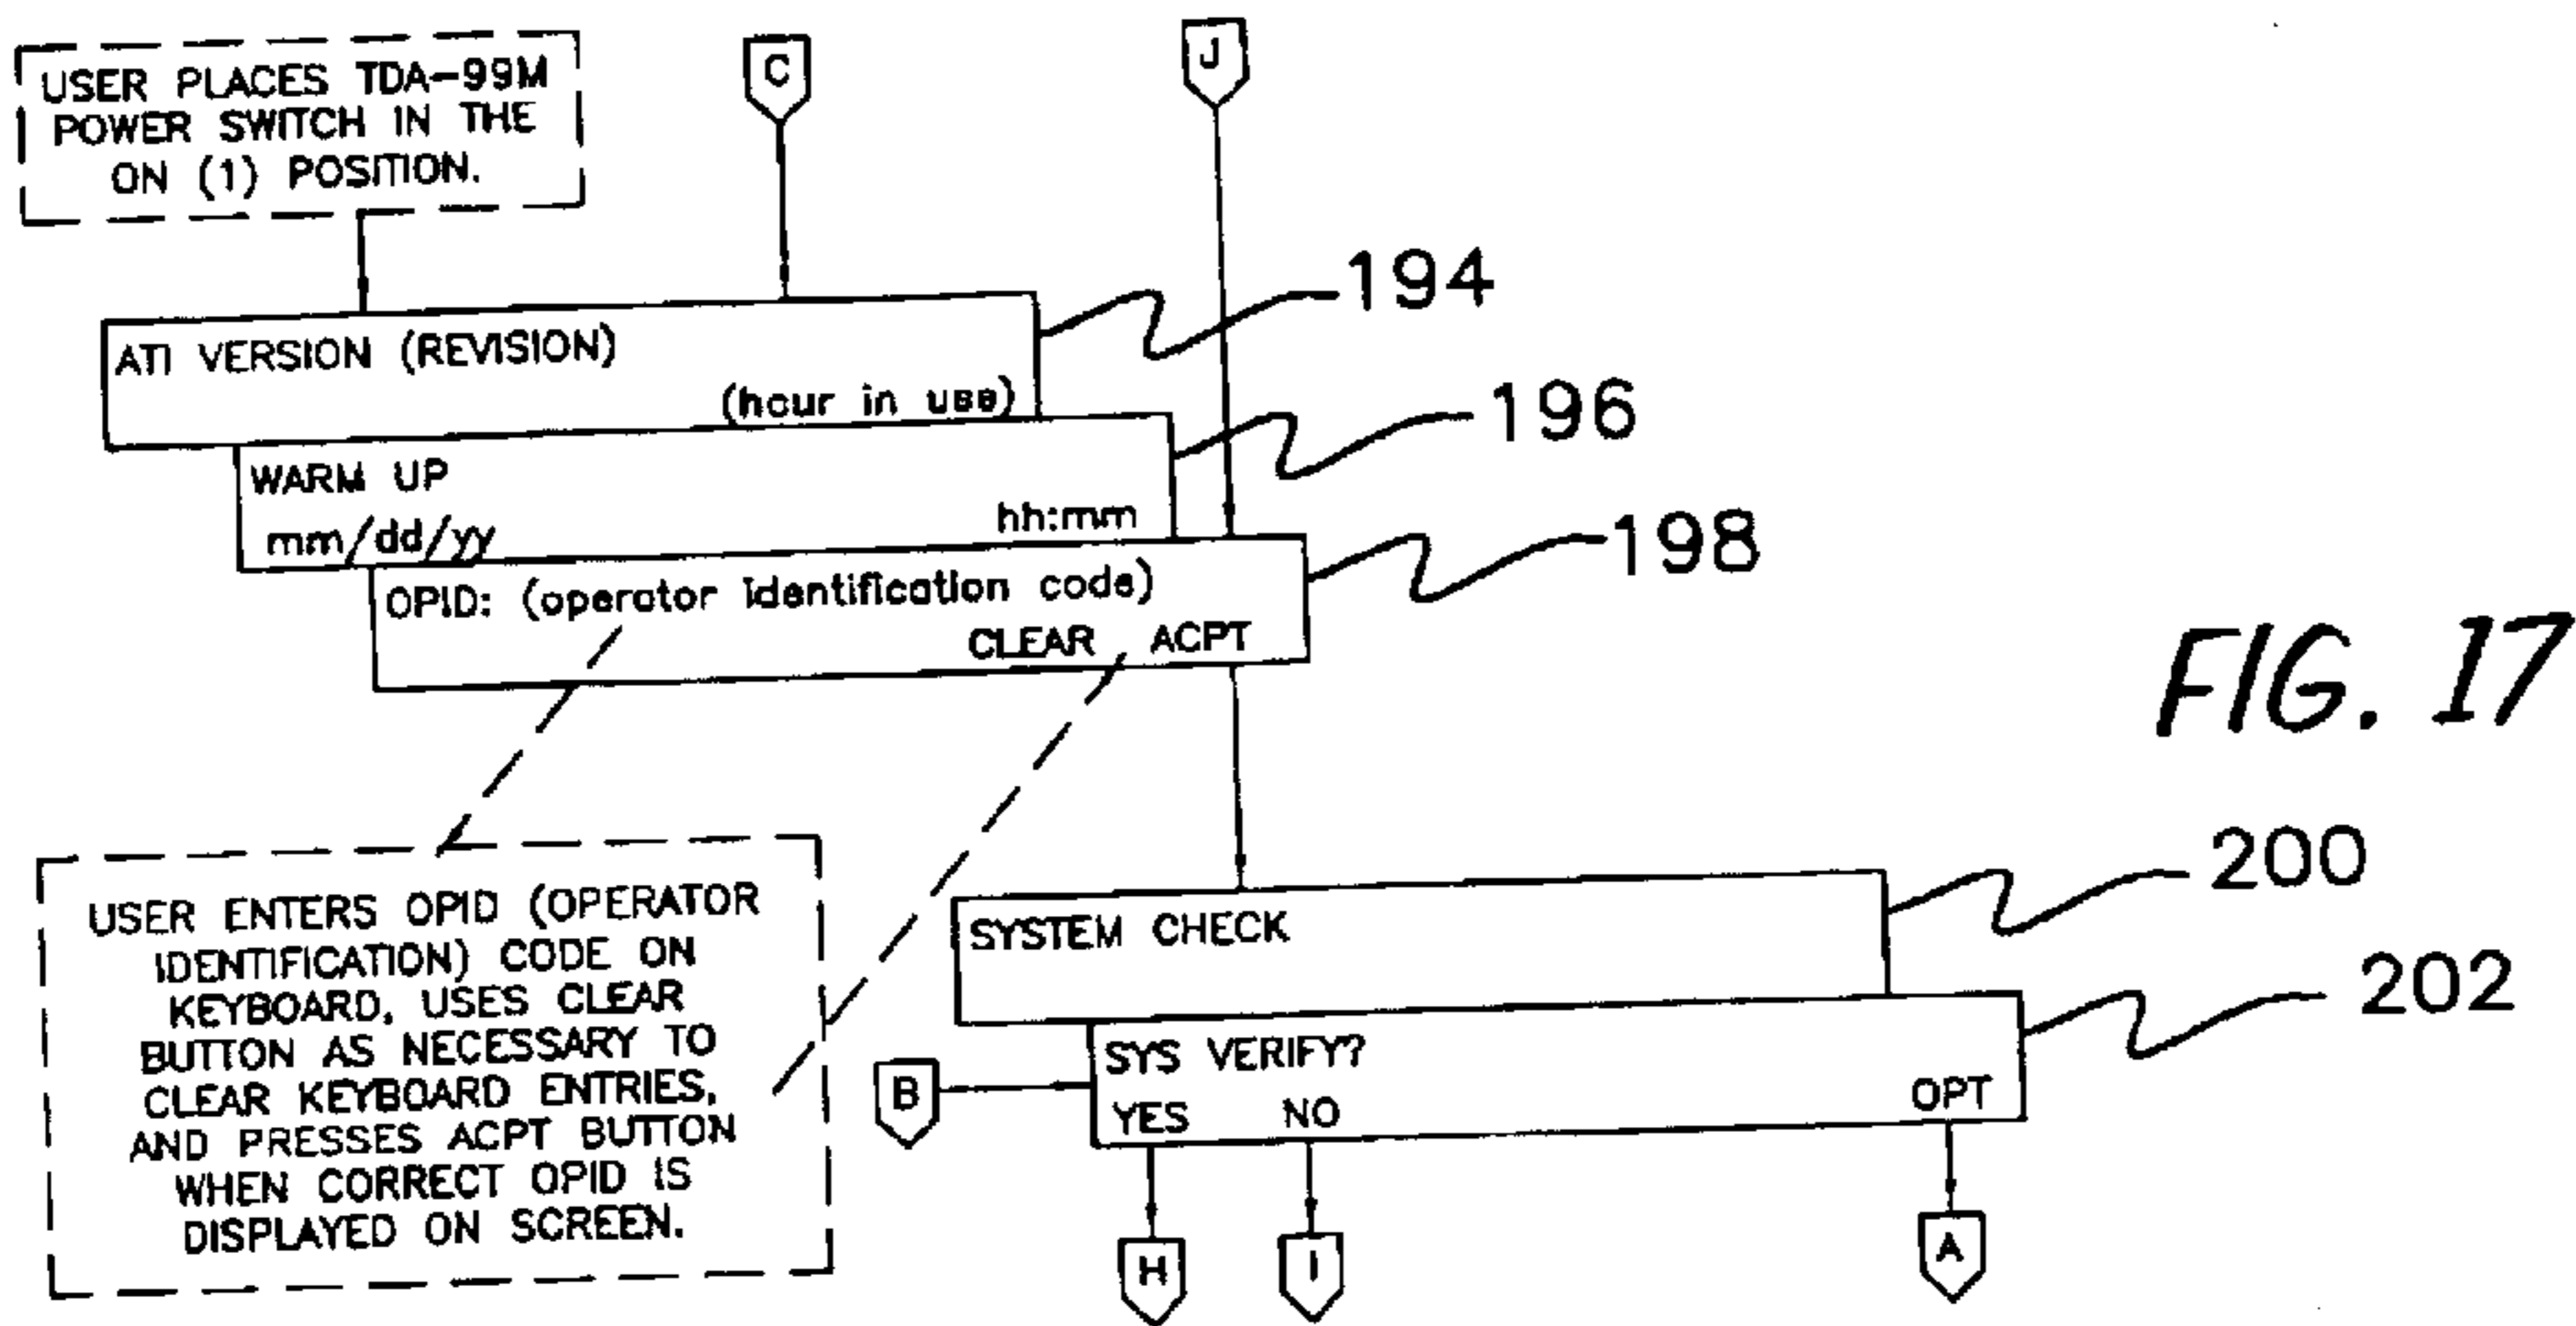 USER PLACES TDA-99M
POWER SWITCH IN THE
ON (1) POSITION.
C
J
194
ATI VERSION (REVISION)
(hour in use)
196
WARM UP
mm/dd/yy hh:mm
198
OPID: (operator identification code)
CLEAR ACPT
FIG. 17
USER ENTERS OPID (OPERATOR
IDENTIFICATION) CODE ON
KEYBOARD, USES CLEAR
BUTTON AS NECESSARY TO
CLEAR KEYBOARD ENTRIES,
AND PRESSES ACPT BUTTON
WHEN CORRECT OPID IS
DISPLAYED ON SCREEN.
200
SYSTEM CHECK
202
SYS VERIFY?
YES NO OPT
B
H
I
A